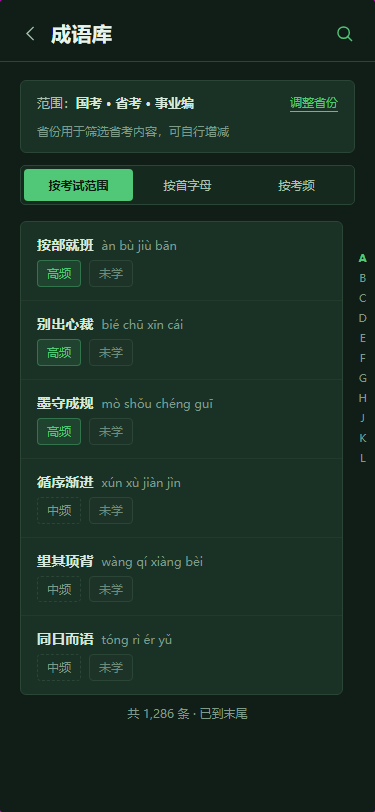 成语库
范围：国考 • 省考 • 事业编 调整省份
省份用于筛选省考内容，可自行增减
按考试范围 按首字母 按考频
按部就班 àn bù jiù bān
高频 未学
别出心裁 bié chū xīn cái
高频 未学
墨守成规 mò shǒu chéng guī
高频 未学
循序渐进 xún xù jiàn jìn
中频 未学
望其项背 wàng qí xiàng bèi
中频 未学
同日而语 tóng rì ér yǔ
中频 未学
A
B
C
D
E
F
G
H
J
K
L
共 1,286 条 · 已到末尾